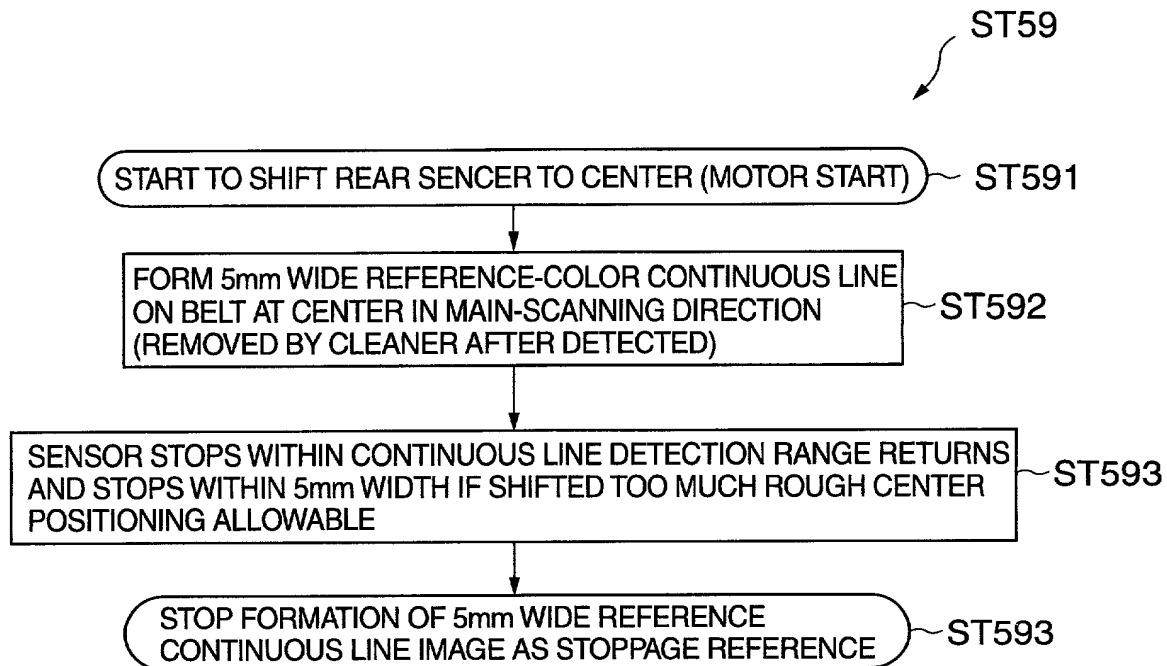 ST59
START TO SHIFT REAR SENCER TO CENTER (MOTOR START)
ST591
FORM 5mm WIDE REFERENCE-COLOR CONTINUOUS LINE
ON BELT AT CENTER IN MAIN-SCANNING DIRECTION
(REMOVED BY CLEANER AFTER DETECTED)
ST592
SENSOR STOPS WITHIN CONTINUOUS LINE DETECTION RANGE RETURNS
AND STOPS WITHIN 5mm WIDTH IF SHIFTED TOO MUCH ROUGH CENTER
POSITIONING ALLOWABLE
ST593
STOP FORMATION OF 5mm WIDE REFERENCE
CONTINUOUS LINE IMAGE AS STOPPAGE REFERENCE
ST593